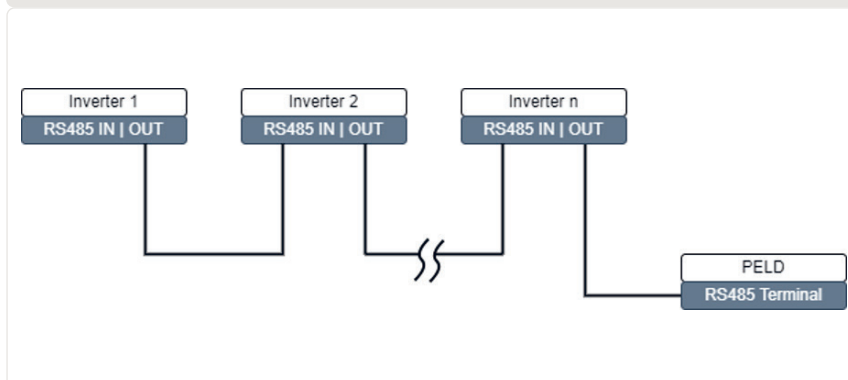 Inverter 1
RS485 IN | OUT
Inverter 2
RS485 IN | OUT
Inverter n
RS485 IN | OUT
PELD
RS485 Terminal